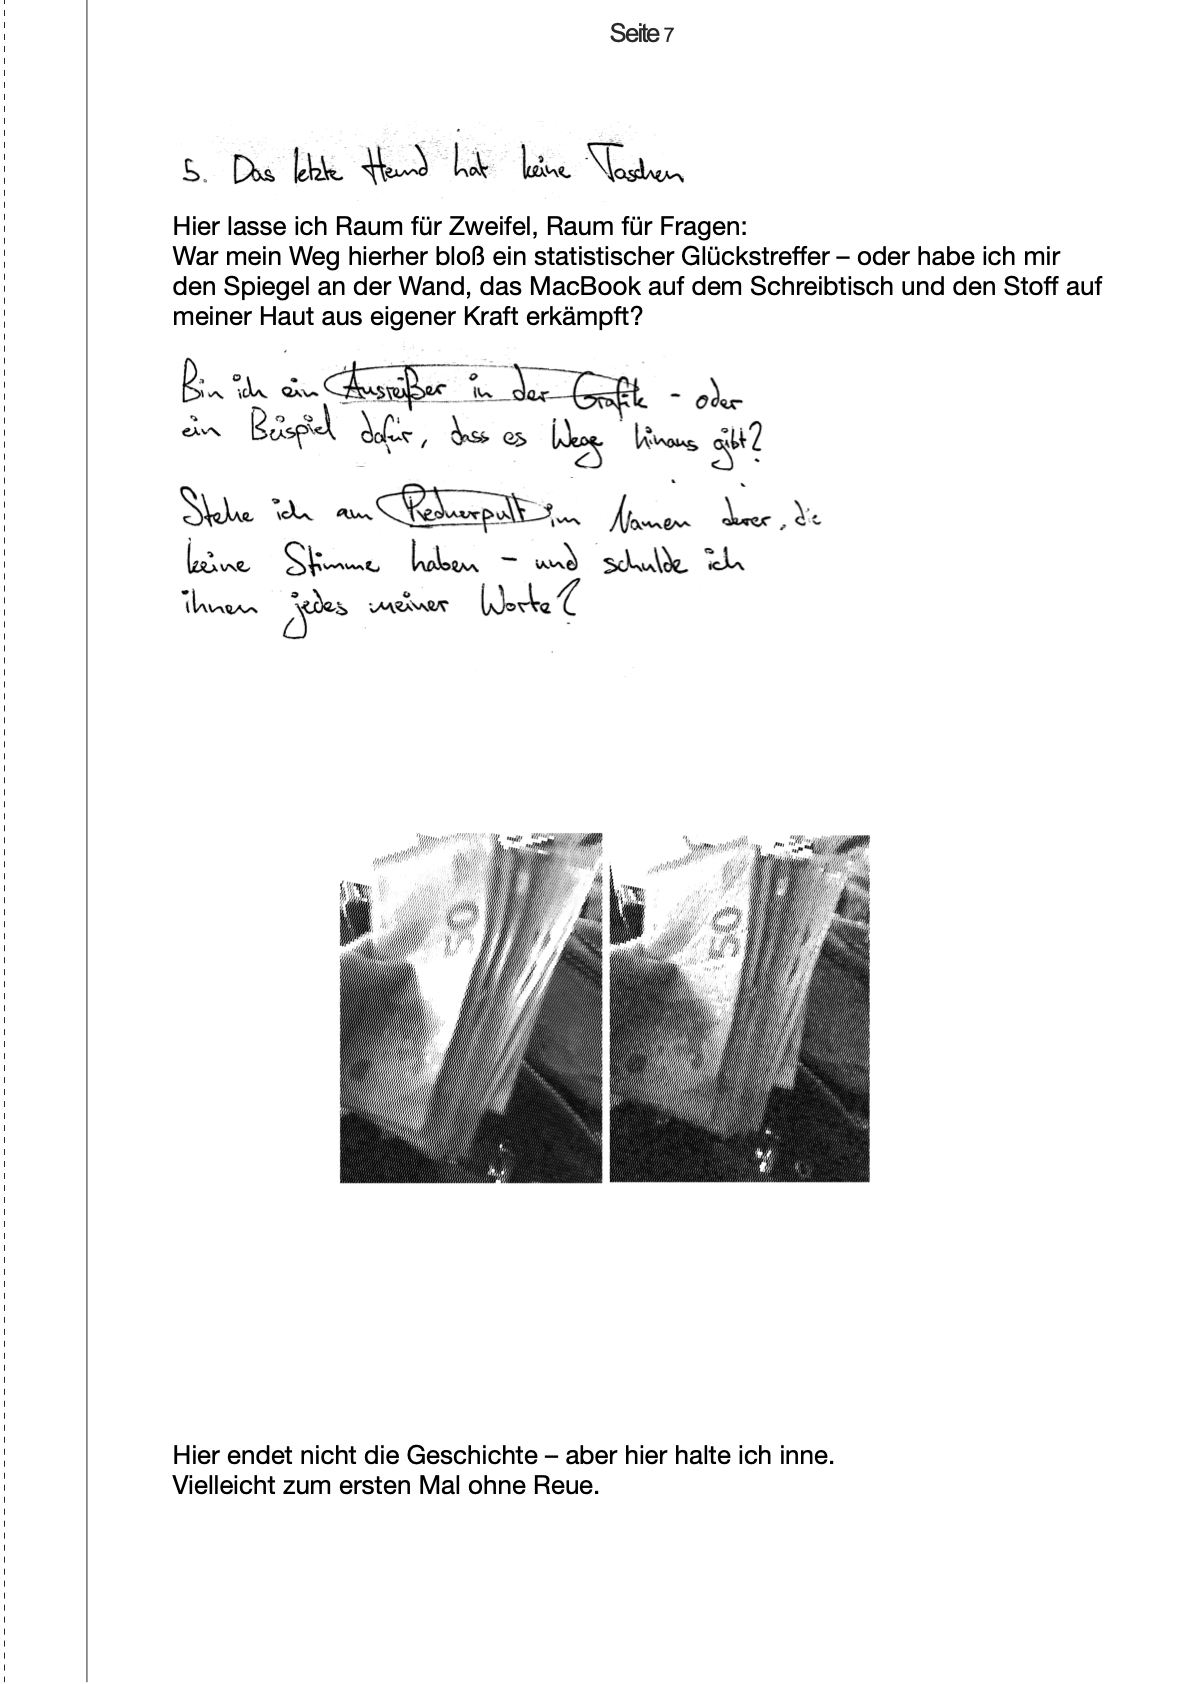 Seite 7
5. Das letzte Hemd hat keine Taschen
Hier lasse ich Raum für Zweifel, Raum für Fragen:
War mein Weg hierher bloß ein statistischer Glückstreffer – oder habe ich mir
den Spiegel an der Wand, das MacBook auf dem Schreibtisch und den Stoff auf
meiner Haut aus eigener Kraft erkämpft?
Bin ich ein Ausreißer in der Grafik - oder
ein Beispiel dafür, dass es Wege hinaus gibt?
Stehe ich am Rednerpult im Namen derer, die
keine Stimme haben - und schulde ich
ihnen jedes meiner Worte?
50
50
Hier endet nicht die Geschichte – aber hier halte ich inne.
Vielleicht zum ersten Mal ohne Reue.